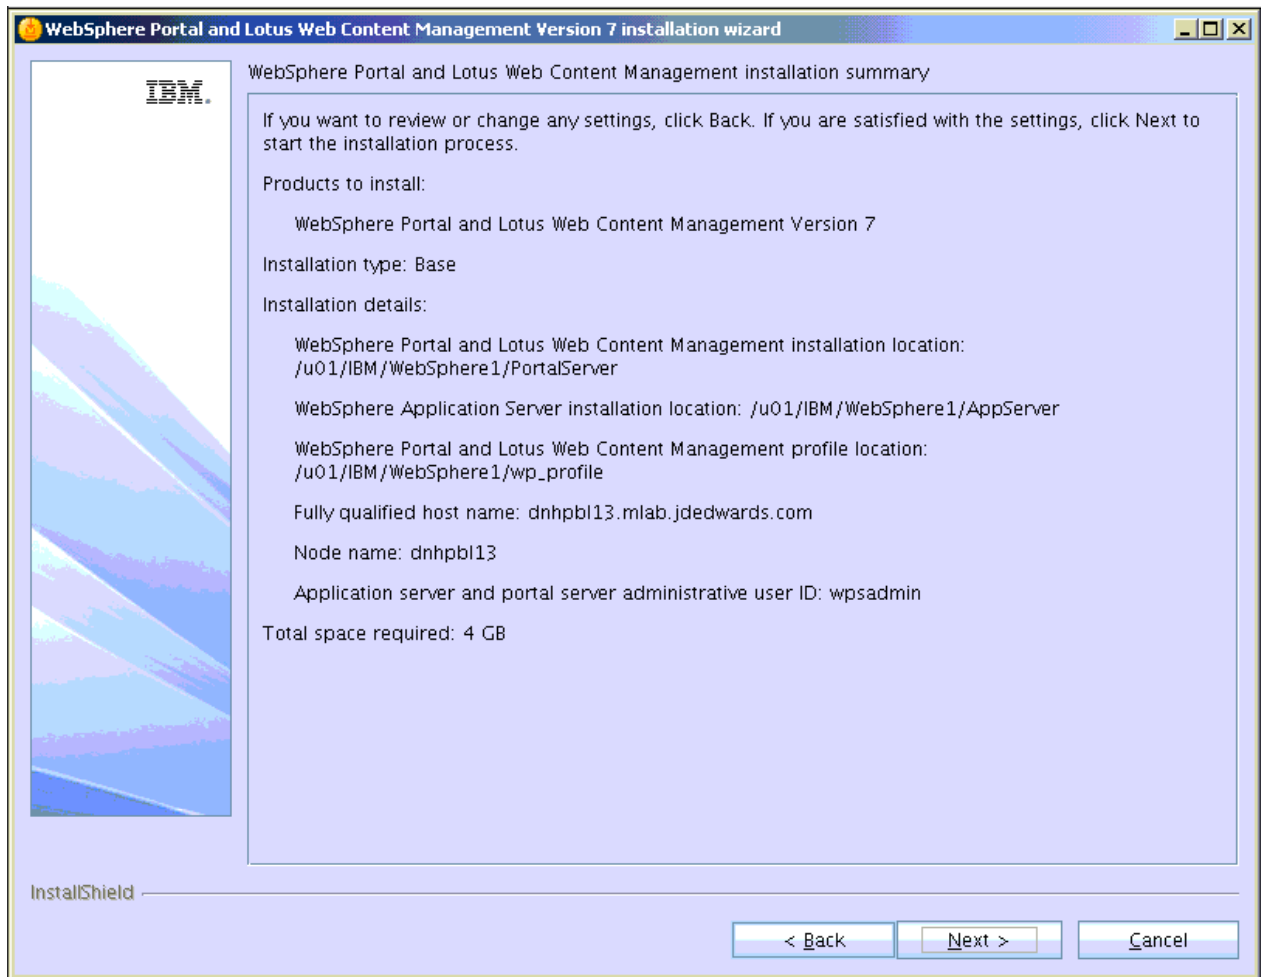 WebSphere Portal and Lotus Web Content Management Version 7 installation wizard
IBM.
WebSphere Portal and Lotus Web Content Management installation summary
If you want to review or change any settings, click Back. If you are satisfied with the settings, click Next to
start the installation process.
Products to install:
WebSphere Portal and Lotus Web Content Management Version 7
Installation type: Base
Installation details:
WebSphere Portal and Lotus Web Content Management installation location:
/u01/IBM/WebSphere1/PortalServer
WebSphere Application Server installation location: /u01/IBM/WebSphere1/AppServer
WebSphere Portal and Lotus Web Content Management profile location:
/u01/IBM/WebSphere1/wp_profile
Fully qualified host name: dnhpbl13.mlab.jdedwards.com
Node name: dnhpbl13
Application server and portal server administrative user ID: wpsadmin
Total space required: 4 GB
InstallShield
< Back
Next >
Cancel